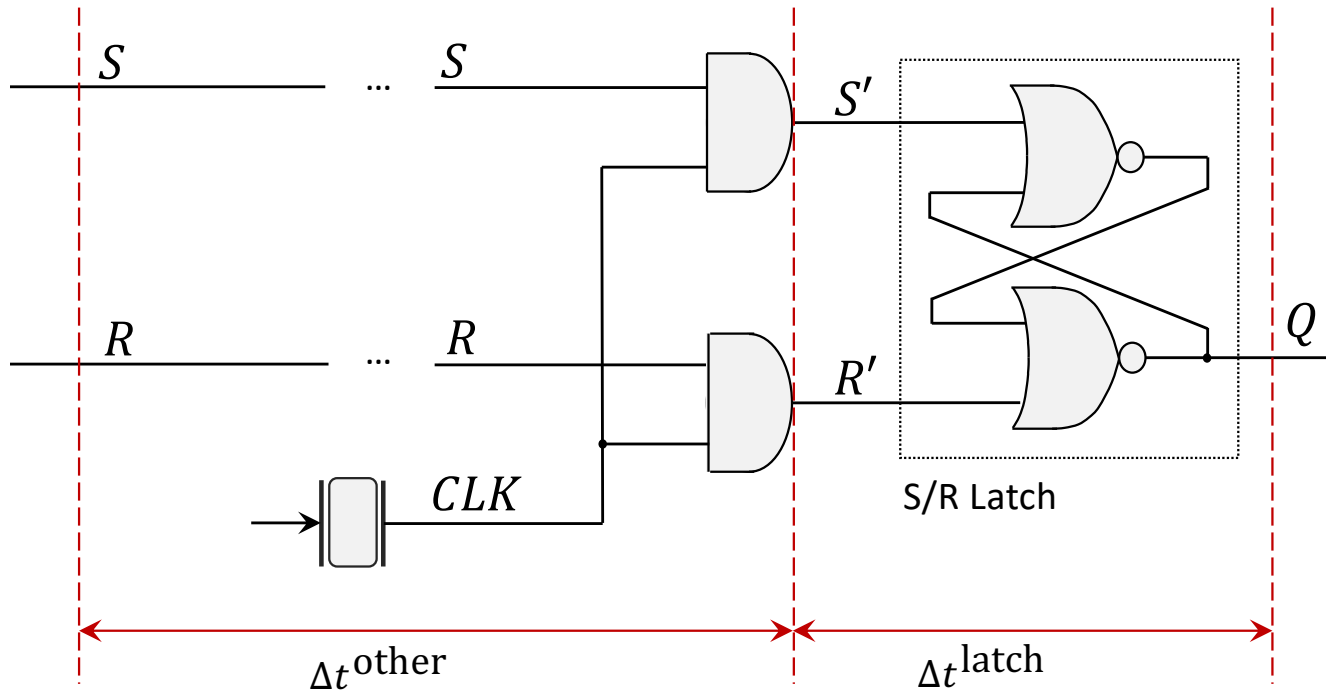 S
...
S
S′
R
...
R
R′
Q
CLK
S/R Latch
Δt^other
Δt^latch